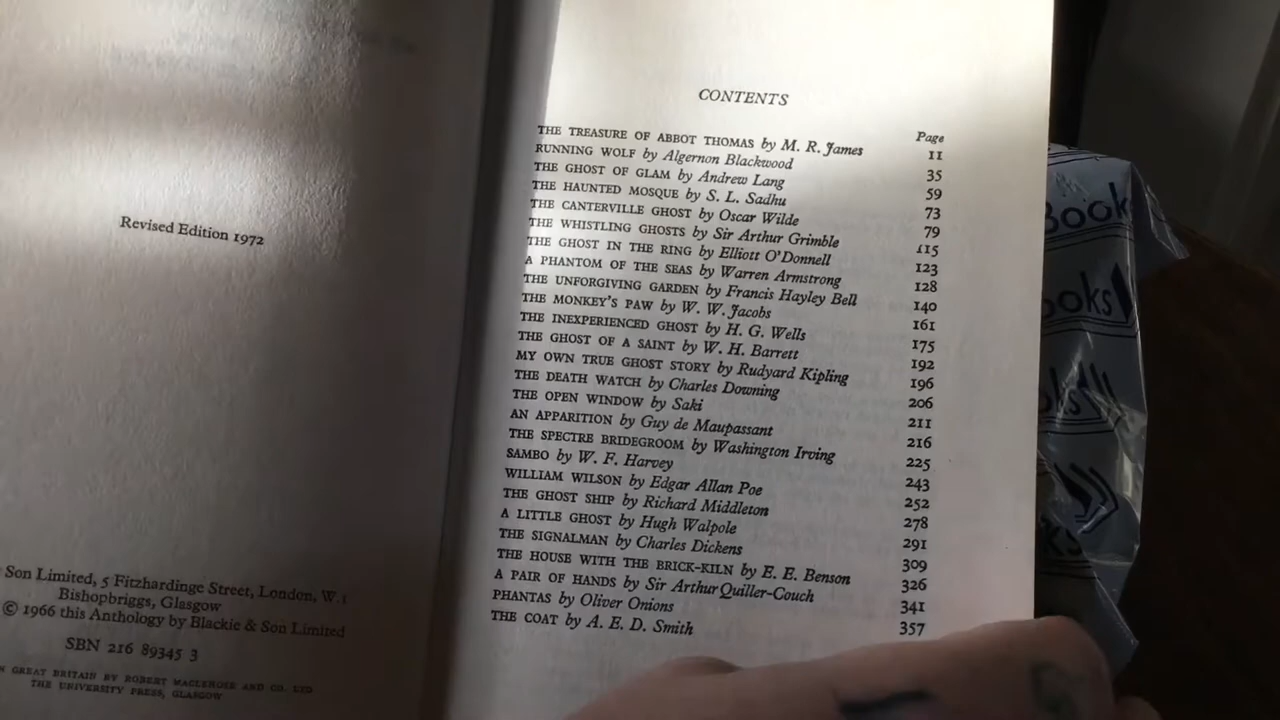 Revised Edition 1972
Son Limited, 5 Fitzhardinge Street, London, W.1
Bishopbriggs, Glasgow
© 1966 this Anthology by Blackie & Son Limited
SBN 216 89345 3
GREAT BRITAIN BY ROBERT MACLEHOSE AND CO. LTD
THE UNIVERSITY PRESS, GLASGOW
CONTENTS
Page
THE TREASURE OF ABBOT THOMAS by M. R. James 11
RUNNING WOLF by Algernon Blackwood 35
THE GHOST OF GLAM by Andrew Lang 59
THE HAUNTED MOSQUE by S. L. Sadhu 73
THE CANTERVILLE GHOST by Oscar Wilde 79
THE WHISTLING GHOSTS by Sir Arthur Grimble 115
THE GHOST IN THE RING by Elliott O'Donnell 123
A PHANTOM OF THE SEAS by Warren Armstrong 128
THE UNFORGIVING GARDEN by Francis Hayley Bell 140
THE MONKEY'S PAW by W. W. Jacobs 161
THE INEXPERIENCED GHOST by H. G. Wells 175
THE GHOST OF A SAINT by W. H. Barrett 192
MY OWN TRUE GHOST STORY by Rudyard Kipling 196
THE DEATH WATCH by Charles Downing 206
THE OPEN WINDOW by Saki 211
AN APPARITION by Guy de Maupassant 216
THE SPECTRE BRIDEGROOM by Washington Irving 225
SAMBO by W. F. Harvey 243
WILLIAM WILSON by Edgar Allan Poe 252
THE GHOST SHIP by Richard Middleton 278
A LITTLE GHOST by Hugh Walpole 291
THE SIGNALMAN by Charles Dickens 309
THE HOUSE WITH THE BRICK-KILN by E. E. Benson 326
A PAIR OF HANDS by Sir Arthur Quiller-Couch 341
PHANTAS by Oliver Onions 357
THE COAT by A. E. D. Smith
Book
ooks